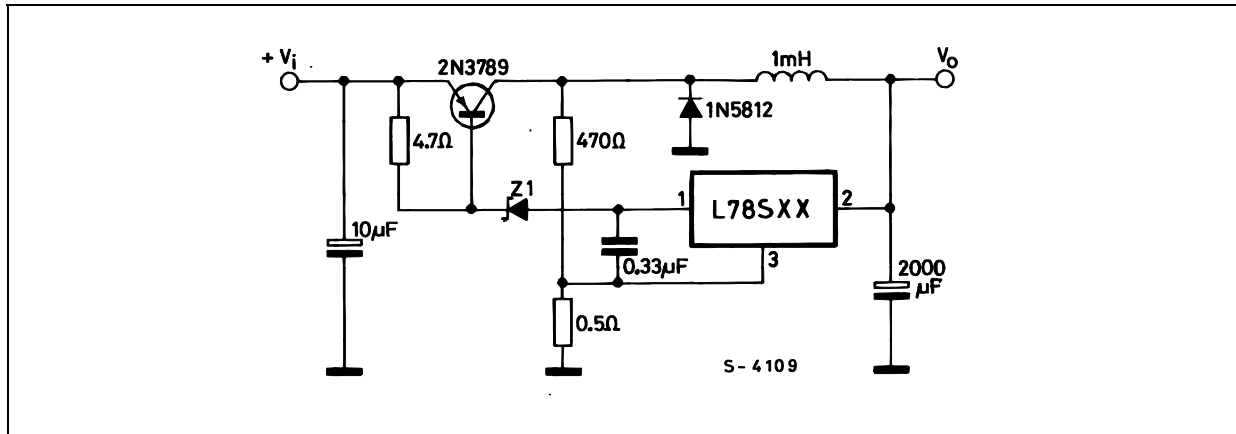 + Vi
2N3789
1mH
Vo
4.7Ω
470Ω
1N5812
Z1
1
L78SXX
2
10µF
0.33µF
3
2000
µF
0.5Ω
S-4109